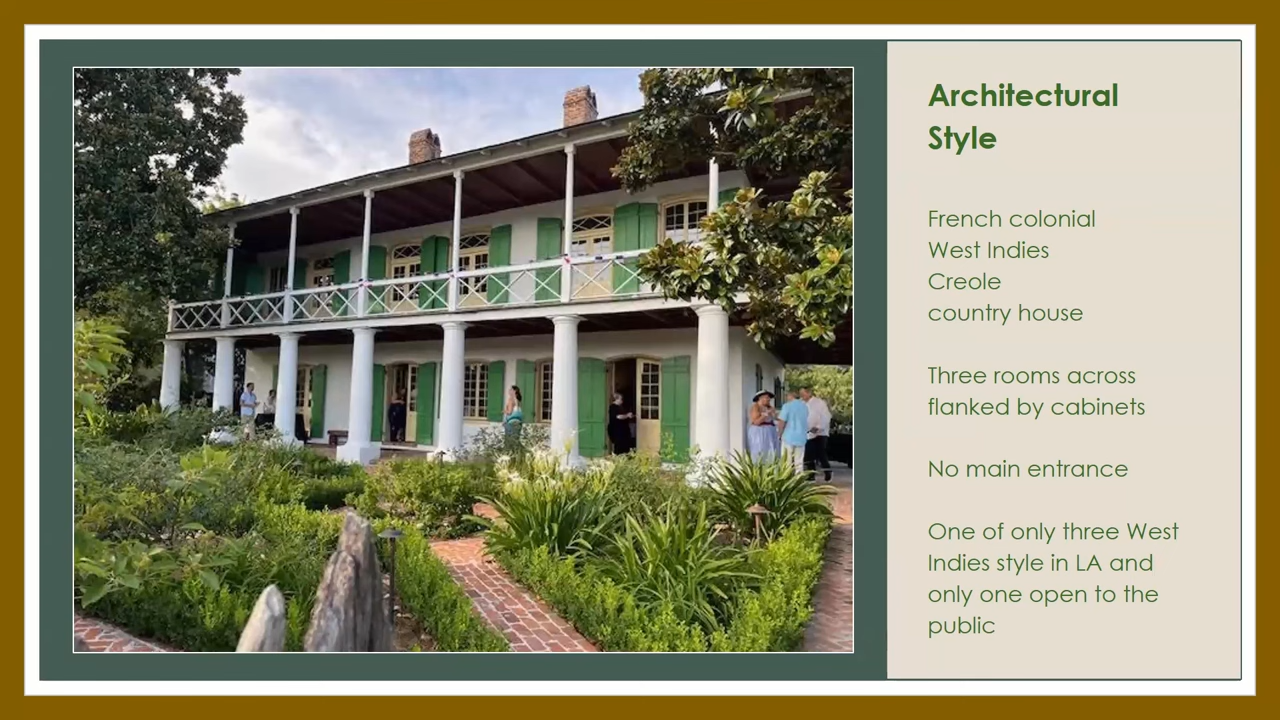 Architectural
Style
French colonial
West Indies
Creole
country house
Three rooms across
flanked by cabinets
No main entrance
One of only three West
Indies style in LA and
only one open to the
public